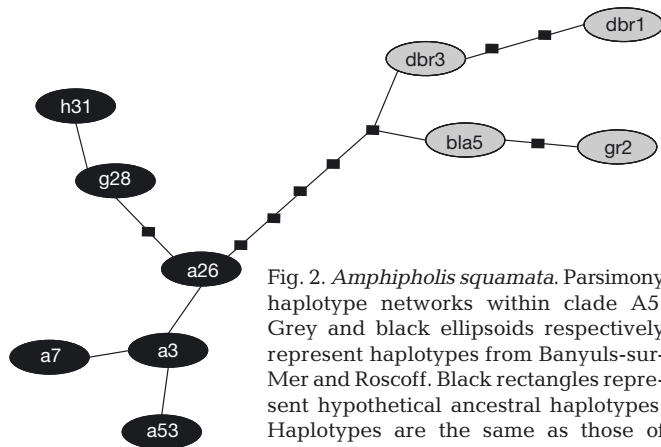 dbr1
dbr3
h31
bla5
gr2
g28
a26
a3
a7
a53
Fig. 2. Amphipholis squamata. Parsimony
haplotype networks within clade A5
Grey and black ellipsoids respectively
represent haplotypes from Banyuls-sur-
Mer and Roscoff. Black rectangles repre-
sent hypothetical ancestral haplotypes
Haplotypes are the same as those of